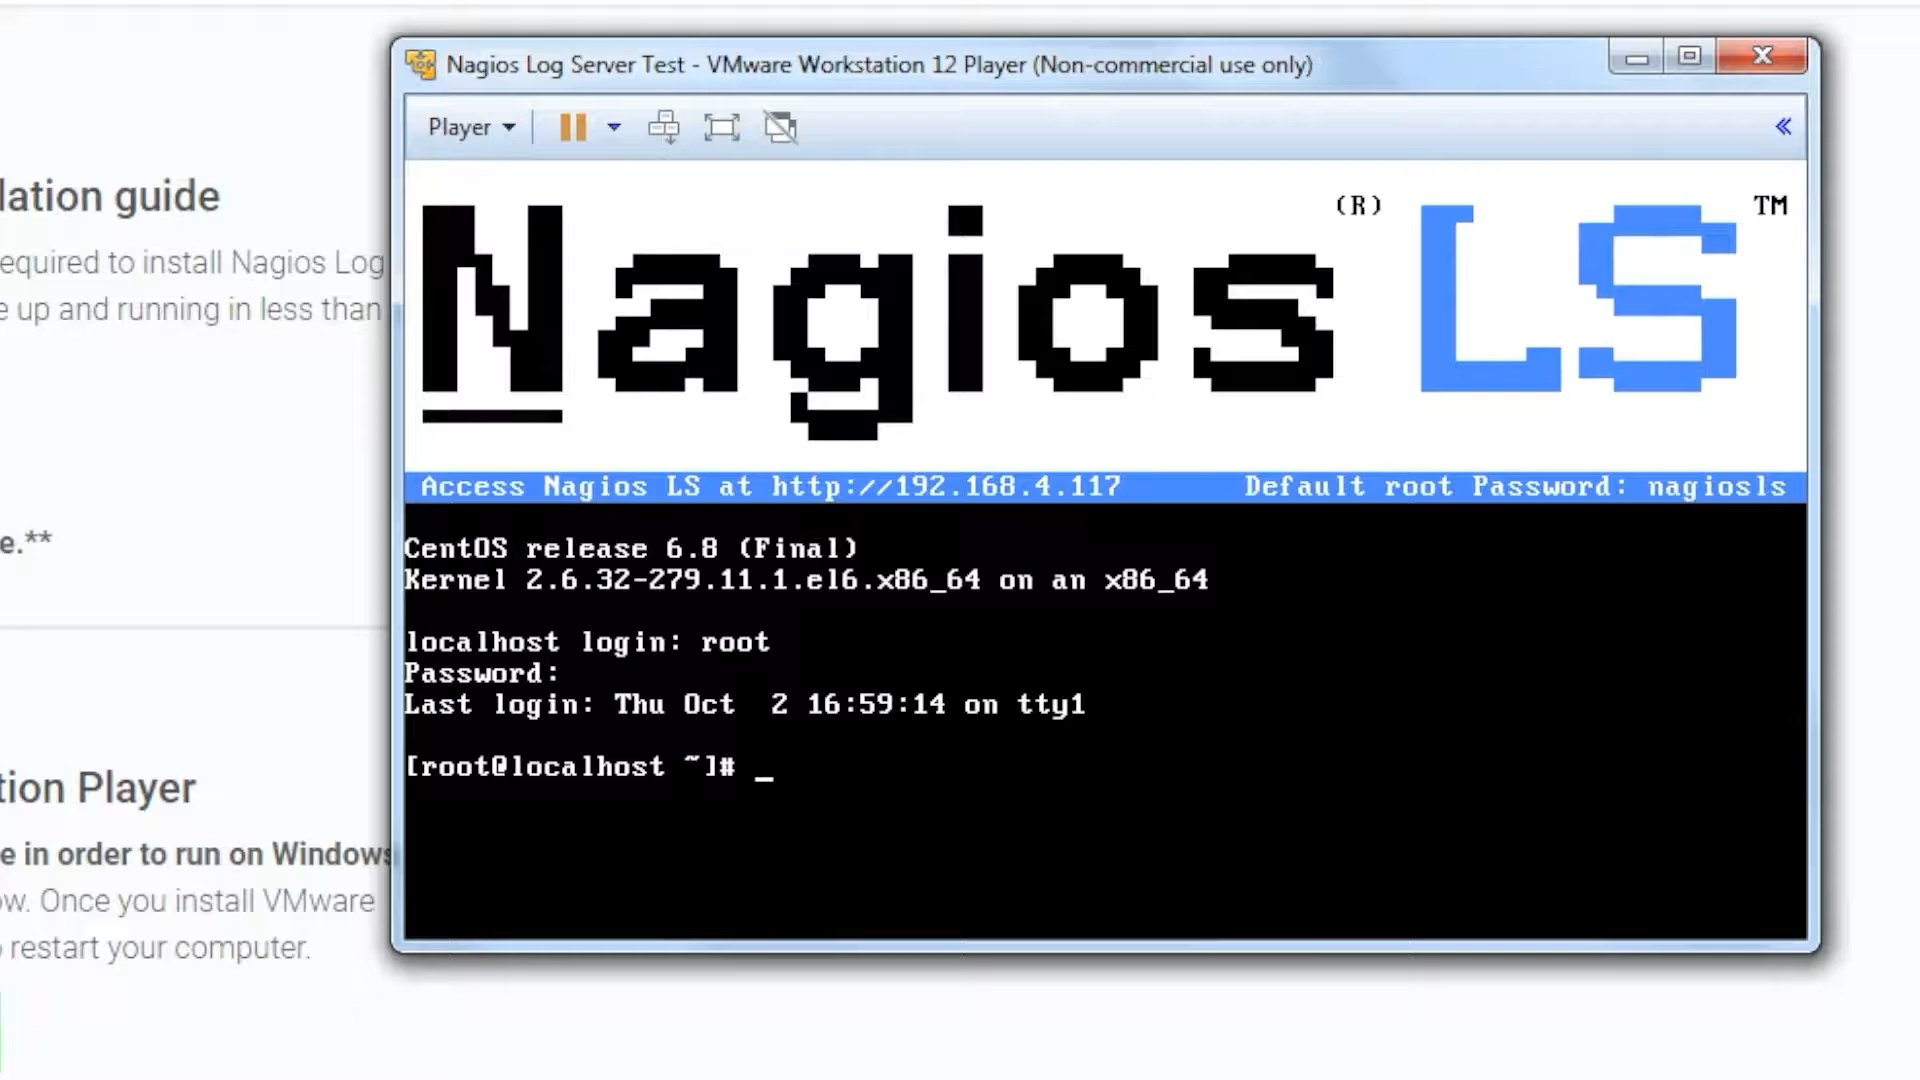 Nagios Log Server Test - VMware Workstation 12 Player (Non-commercial use only)
Player
lation guide
equired to install Nagios Log
e up and running in less than
e.**
tion Player
e in order to run on Windows
ow. Once you install VMware
restart your computer.
Nagios (R) LS TM
Access Nagios LS at http://192.168.4.117 Default root Password: nagiosls
CentOS release 6.8 (Final)
Kernel 2.6.32-279.11.1.el6.x86_64 on an x86_64
localhost login: root
Password:
Last login: Thu Oct  2 16:59:14 on tty1
[root@localhost ~]# _